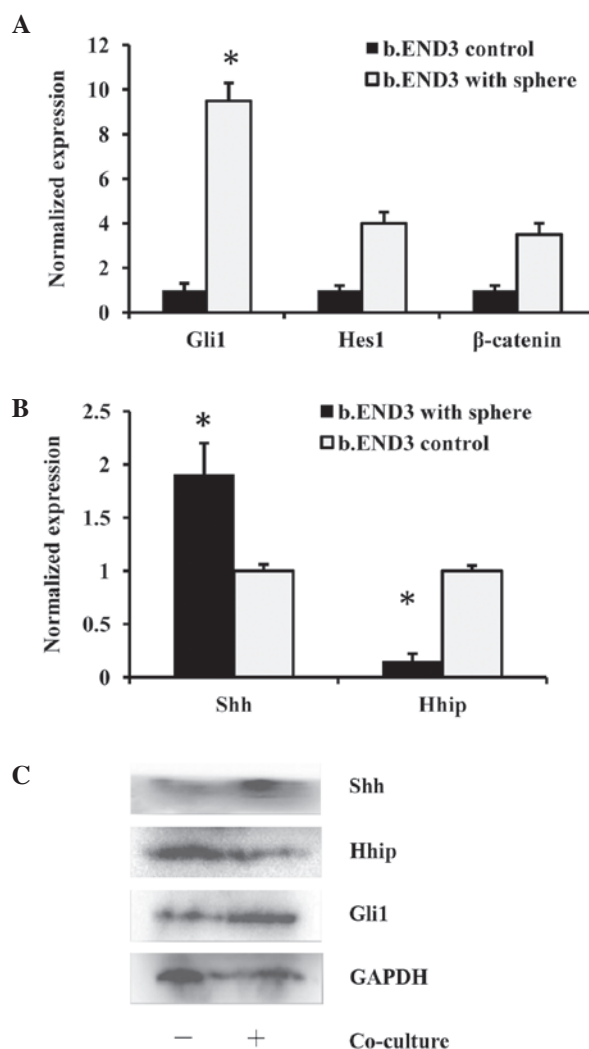 A
12
10
8
6
4
2
0
Normalized expression
*
b.END3 control
b.END3 with sphere
Gli1 Hes1 β-catenin
B
2.5
2
1.5
1
0.5
0
Normalized expression
*
*
b.END3 with sphere
b.END3 control
Shh Hhip
C
Shh
Hhip
Gli1
GAPDH
− + Co-culture